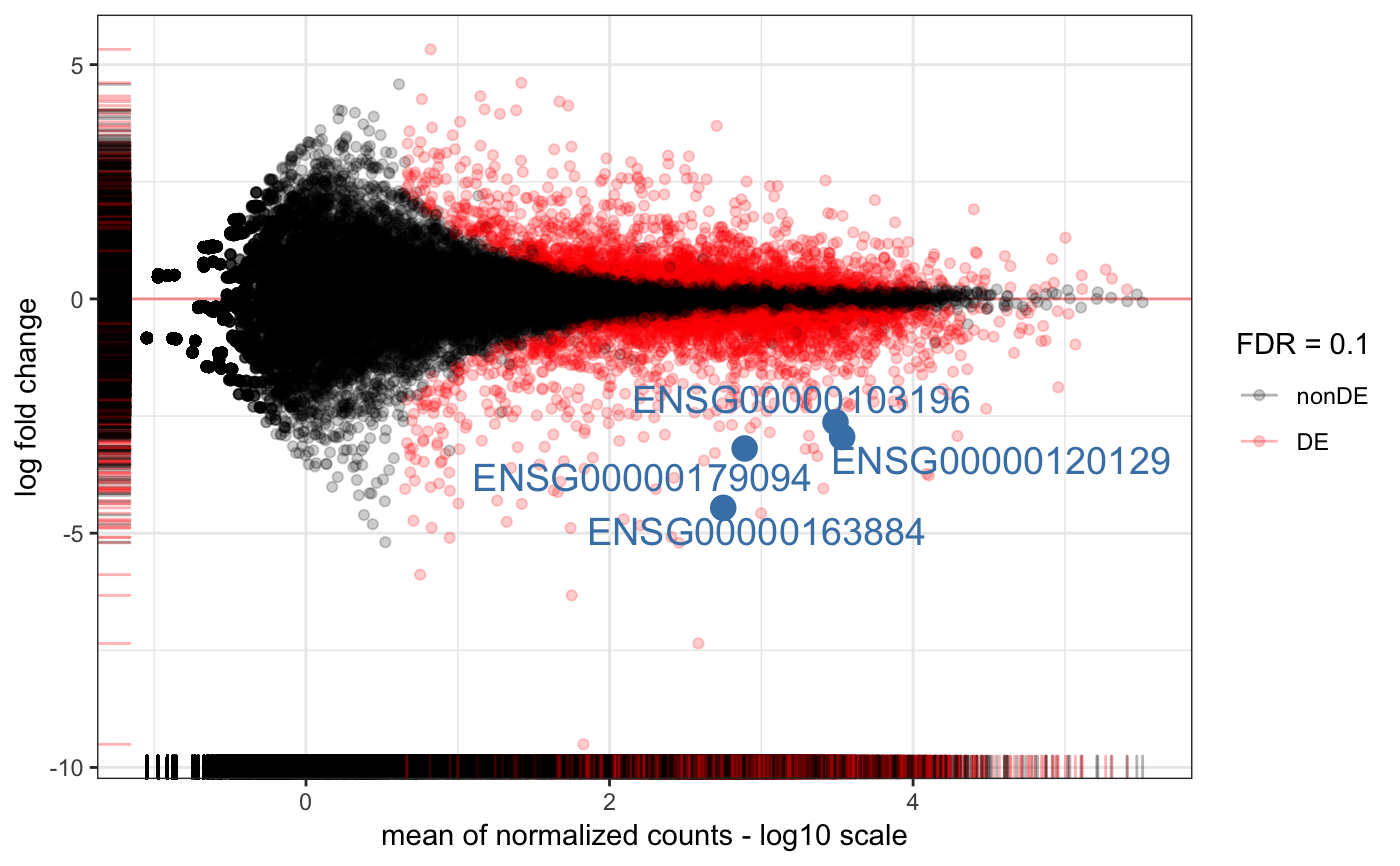 5
0
-5
-10
log fold change
ENSG00000103196
ENSG00000120129
ENSG00000179094
ENSG00000163884
0
2
4
mean of normalized counts - log10 scale
FDR = 0.1
nonDE
DE